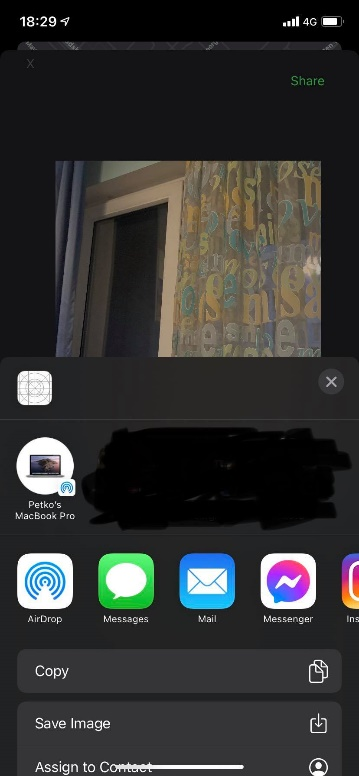 18:29
4G
X
Share
Petko's
MacBook Pro
AirDrop
Messages
Mail
Messenger
Ins
Copy
Save Image
Assign to Contact